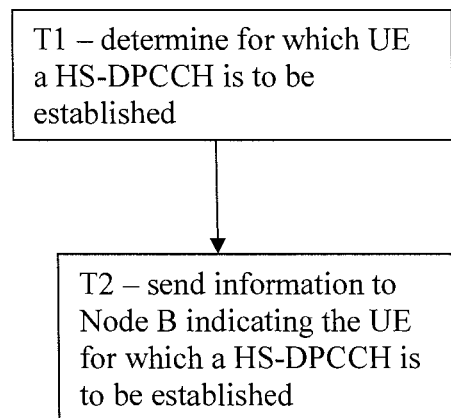 T1 – determine for which UE
a HS-DPCCH is to be
established
T2 – send information to
Node B indicating the UE
for which a HS-DPCCH is
to be established